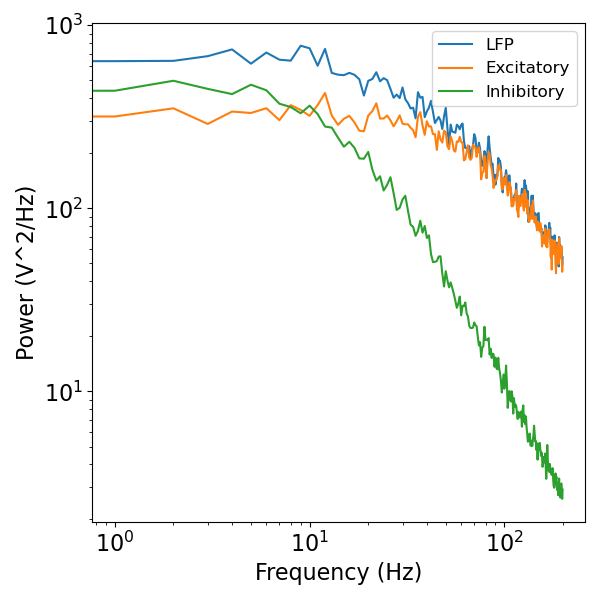 10^3
10^2
10^1
Power (V^2/Hz)
LFP
Excitatory
Inhibitory
10^0
10^1
10^2
Frequency (Hz)